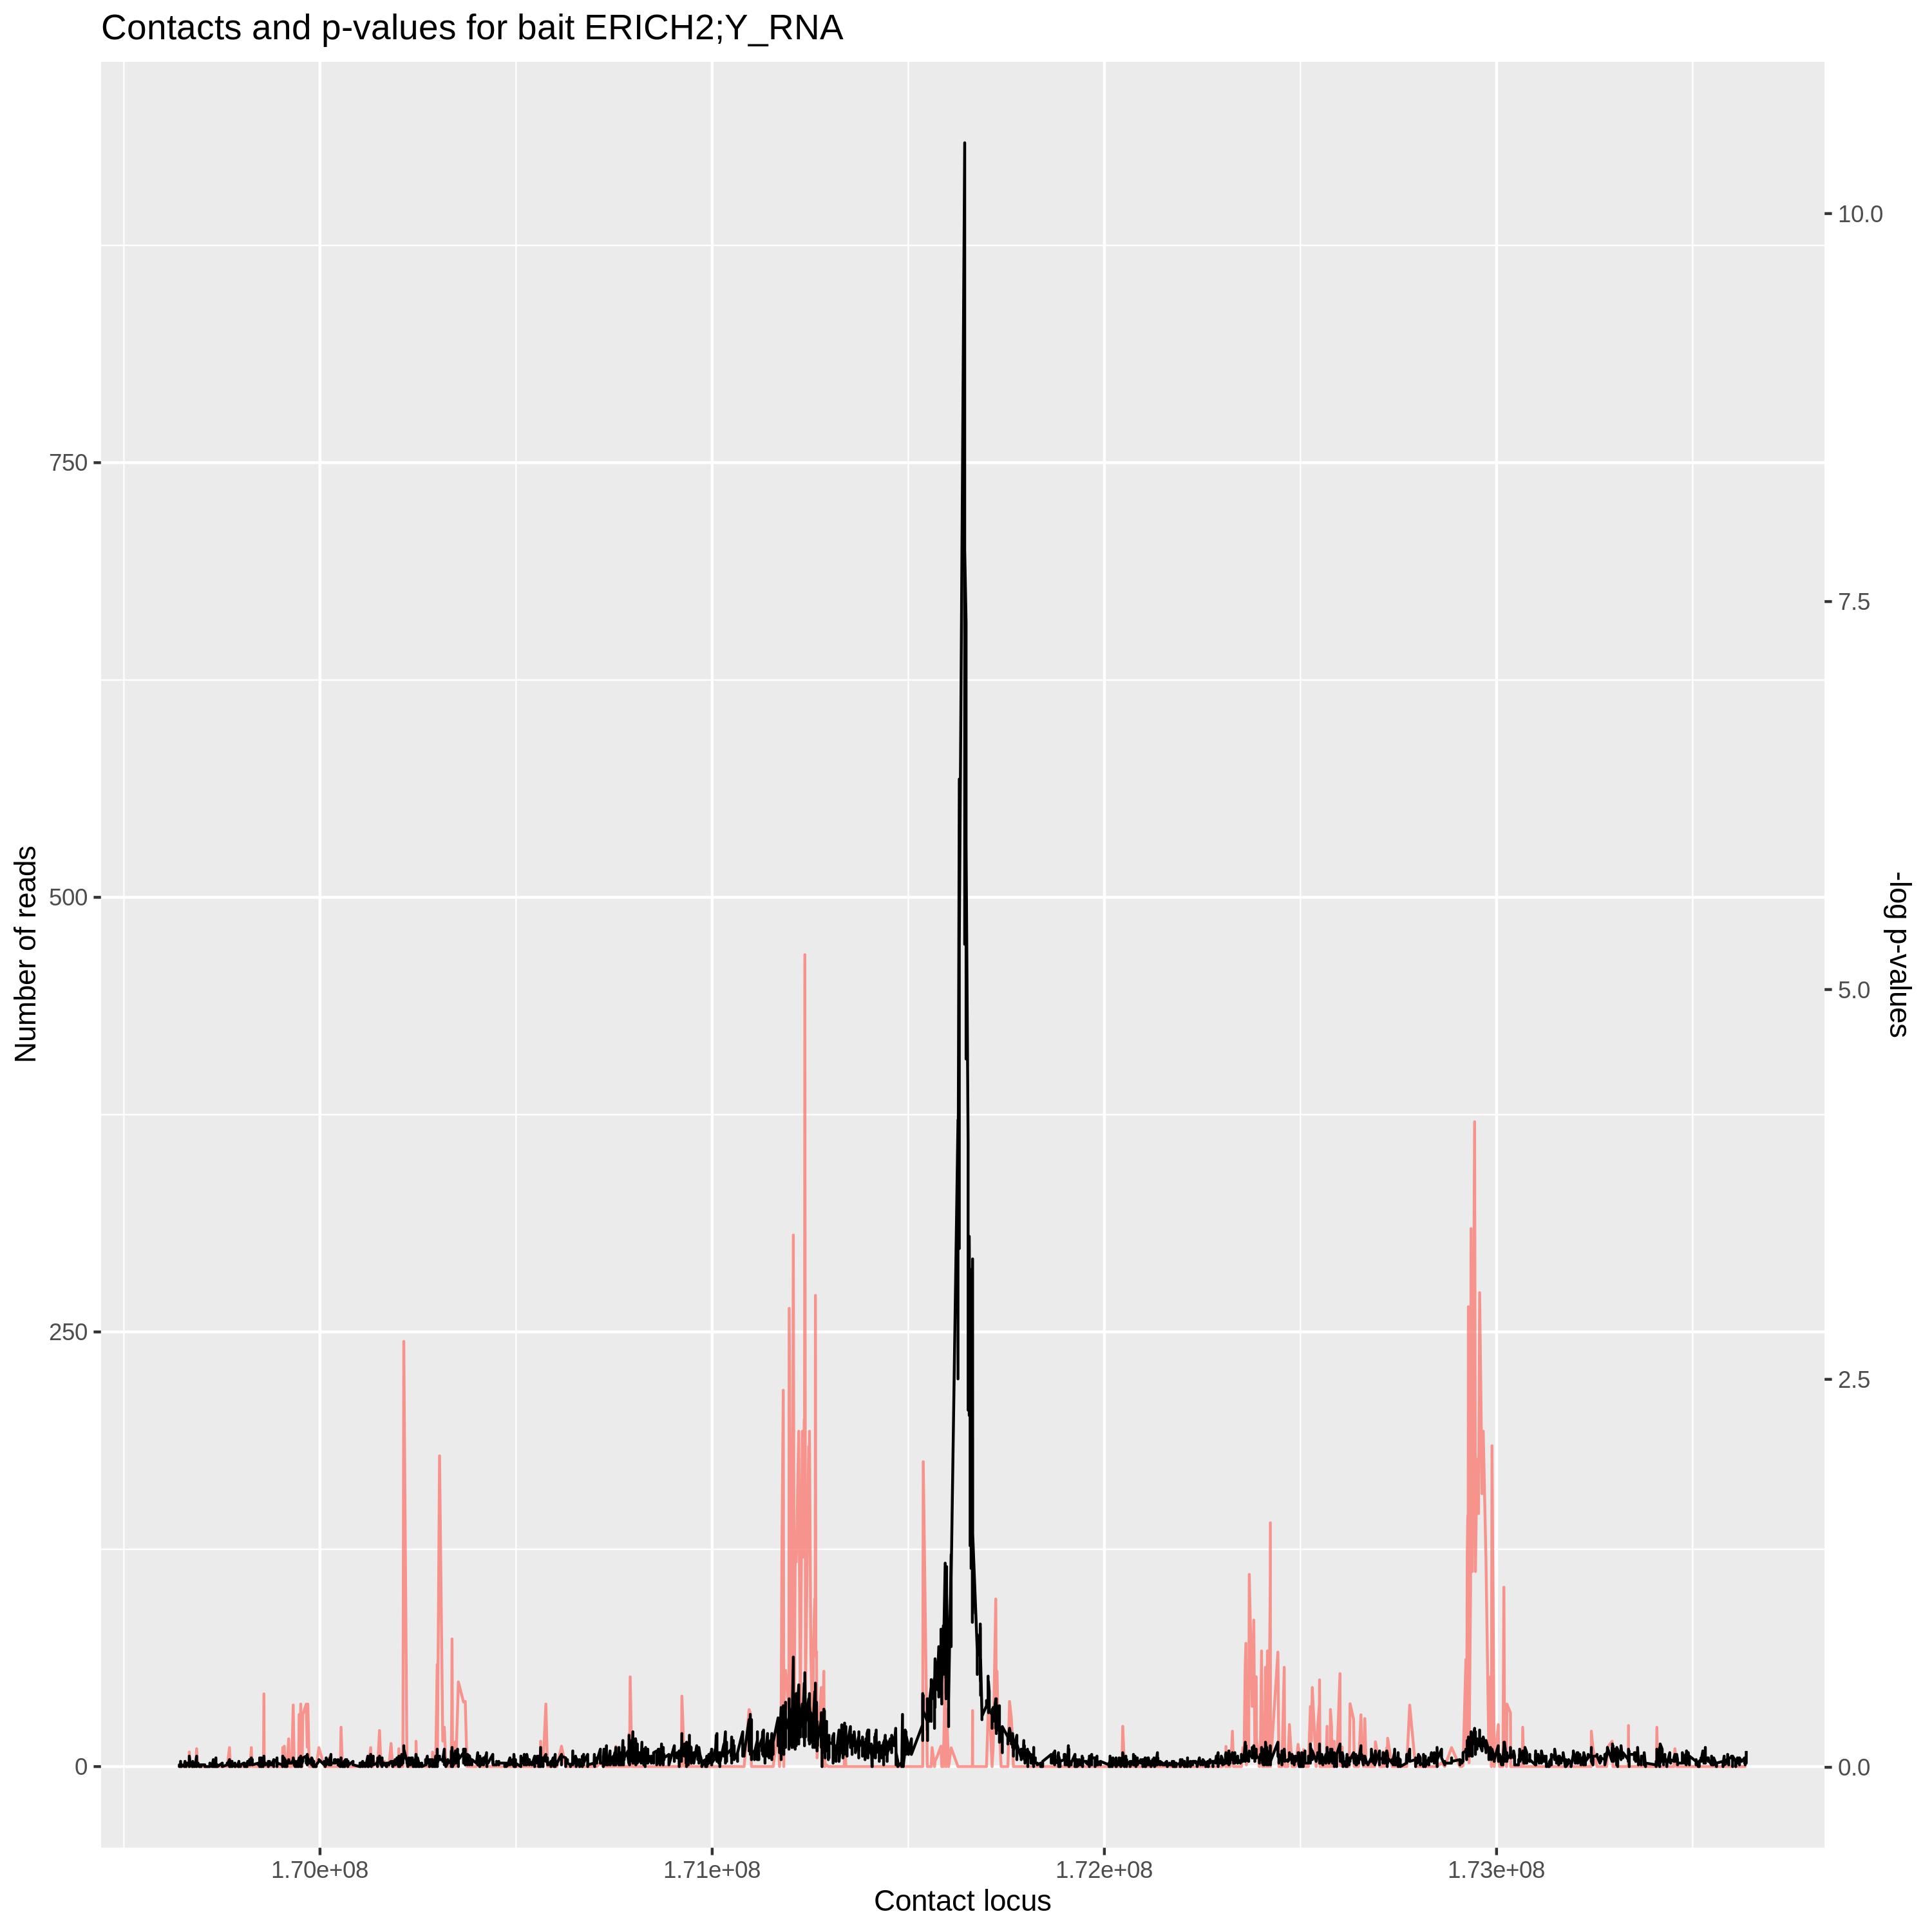 Contacts and p-values for bait ERICH2;Y_RNA
10.0
750
7.5
Number of reads
500
-log p-values
5.0
250
2.5
0
0.0
1.70e+08
1.71e+08
1.72e+08
1.73e+08
Contact locus